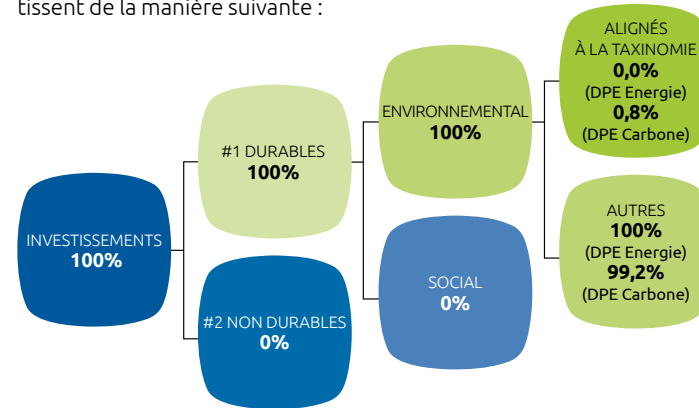 tissent de la manière suivante :
INVESTISSEMENTS
100%
#1 DURABLES
100%
#2 NON DURABLES
0%
ENVIRONNEMENTAL
100%
SOCIAL
0%
ALIGNÉS
À LA TAXINOMIE
0,0%
(DPE Energie)
0,8%
(DPE Carbone)
AUTRES
100%
(DPE Energie)
99,2%
(DPE Carbone)